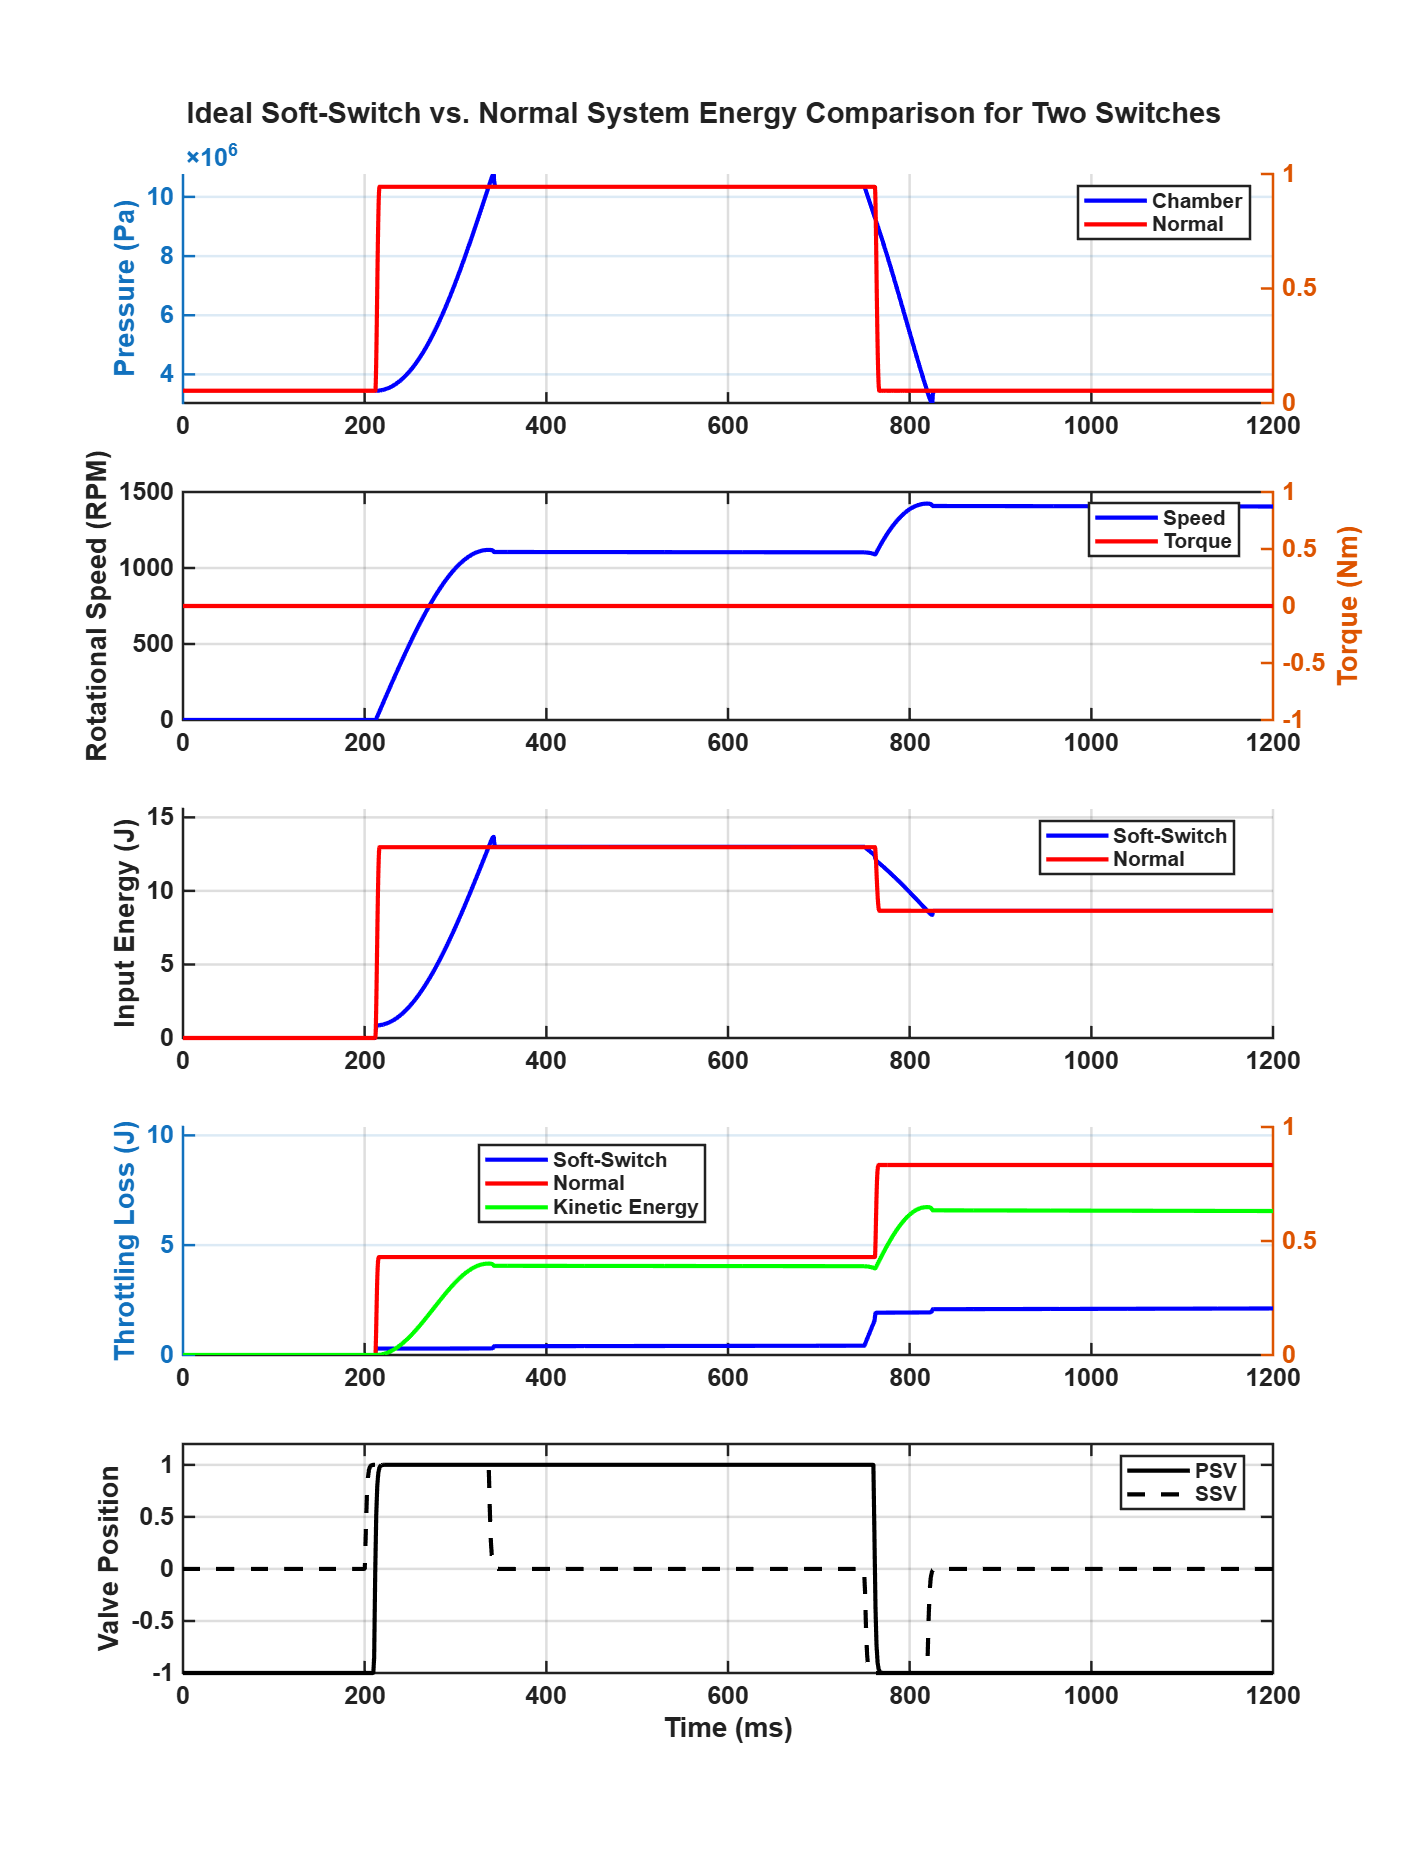 Ideal Soft-Switch vs. Normal System Energy Comparison for Two Switches
×10^6
Pressure (Pa)
10
8
6
4
1
0.5
0
Chamber
Normal
0 200 400 600 800 1000 1200
Rotational Speed (RPM)
1500
1000
500
0
1
0.5
0
-0.5
-1
Torque (Nm)
Speed
Torque
0 200 400 600 800 1000 1200
Input Energy (J)
15
10
5
0
Soft-Switch
Normal
0 200 400 600 800 1000 1200
Throttling Loss (J)
10
5
0
1
0.5
0
Soft-Switch
Normal
Kinetic Energy
0 200 400 600 800 1000 1200
Valve Position
1
0.5
0
-0.5
-1
PSV
SSV
0 200 400 600 800 1000 1200
Time (ms)